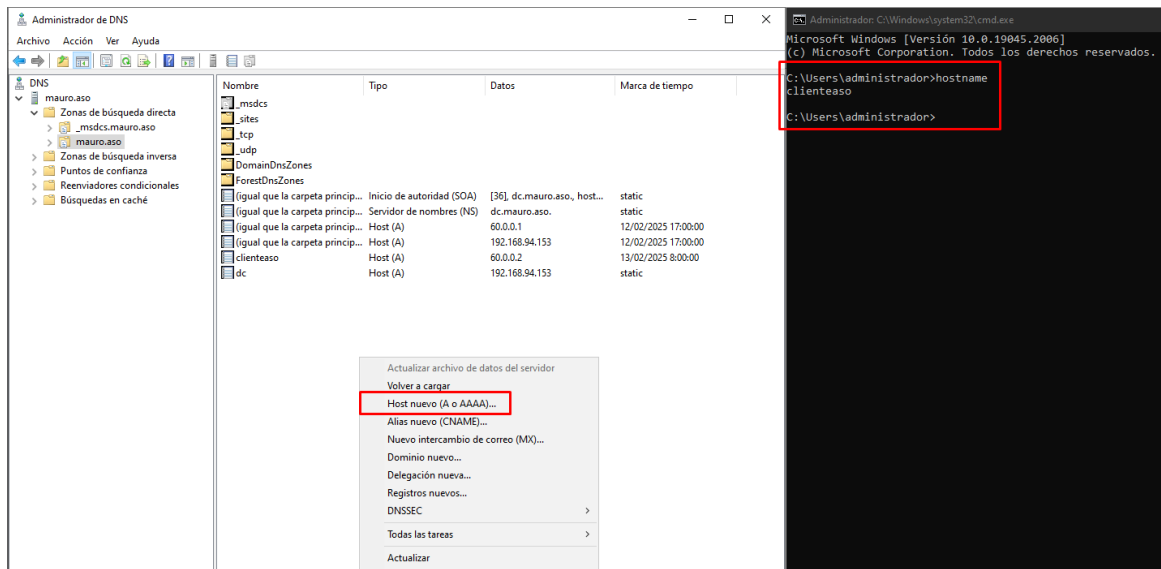 Administrador de DNS
Archivo Acción Ver Ayuda
DNS
mauro.aso
Zonas de búsqueda directa
_msdcs.mauro.aso
mauro.aso
Zonas de búsqueda inversa
Puntos de confianza
Reenviadores condicionales
Búsquedas en caché
Nombre Tipo Datos Marca de tiempo
_msdcs
_sites
_tcp
_udp
DomainDnsZones
ForestDnsZones
(igual que la carpeta princip... Inicio de autoridad (SOA) [36], dc.mauro.aso., host... static
(igual que la carpeta princip... Servidor de nombres (NS) dc.mauro.aso. static
(igual que la carpeta princip... Host (A) 60.0.0.1 12/02/2025 17:00:00
(igual que la carpeta princip... Host (A) 192.168.94.153 12/02/2025 17:00:00
clienteaso Host (A) 60.0.0.2 13/02/2025 8:00:00
dc Host (A) 192.168.94.153 static
Actualizar archivo de datos del servidor
Volver a cargar
Host nuevo (A o AAAA)...
Alias nuevo (CNAME)...
Nuevo intercambio de correo (MX)...
Dominio nuevo...
Delegación nueva...
Registros nuevos...
DNSSEC
Todas las tareas
Actualizar
Administrador: C:\Windows\system32\cmd.exe
Microsoft Windows [Versión 10.0.19045.2006]
(c) Microsoft Corporation. Todos los derechos reservados.
C:\Users\administrador>hostname
clienteaso
C:\Users\administrador>